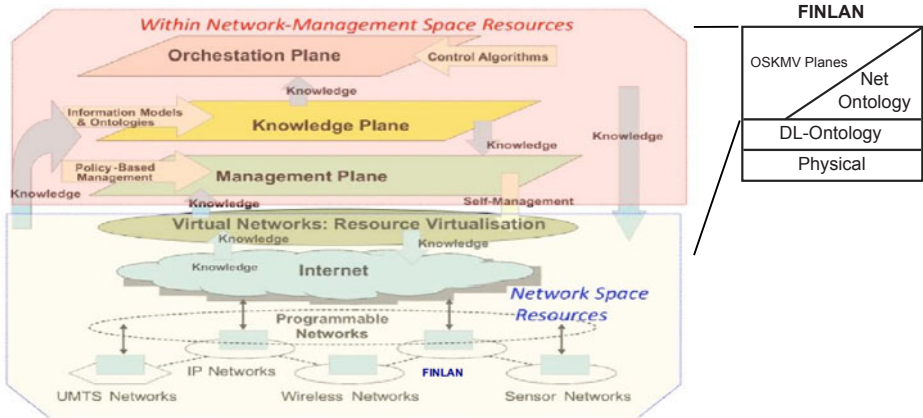 Within Network-Management Space Resources
Orchestation Plane
Control Algorithms
Knowledge
Information Models
& Ontologies
Knowledge Plane
Knowledge
Knowledge
Policy-Based
Management
Management Plane
Knowledge
Knowledge
Self-Management
Virtual Networks: Resource Virtualisation
Knowledge
Knowledge
Knowledge
Internet
Network Space
Resources
Programmable
Networks
IP Networks
FINLAN
UMTS Networks
Wireless Networks
Sensor Networks
FINLAN
OSKMV Planes
Net
Ontology
DL-Ontology
Physical